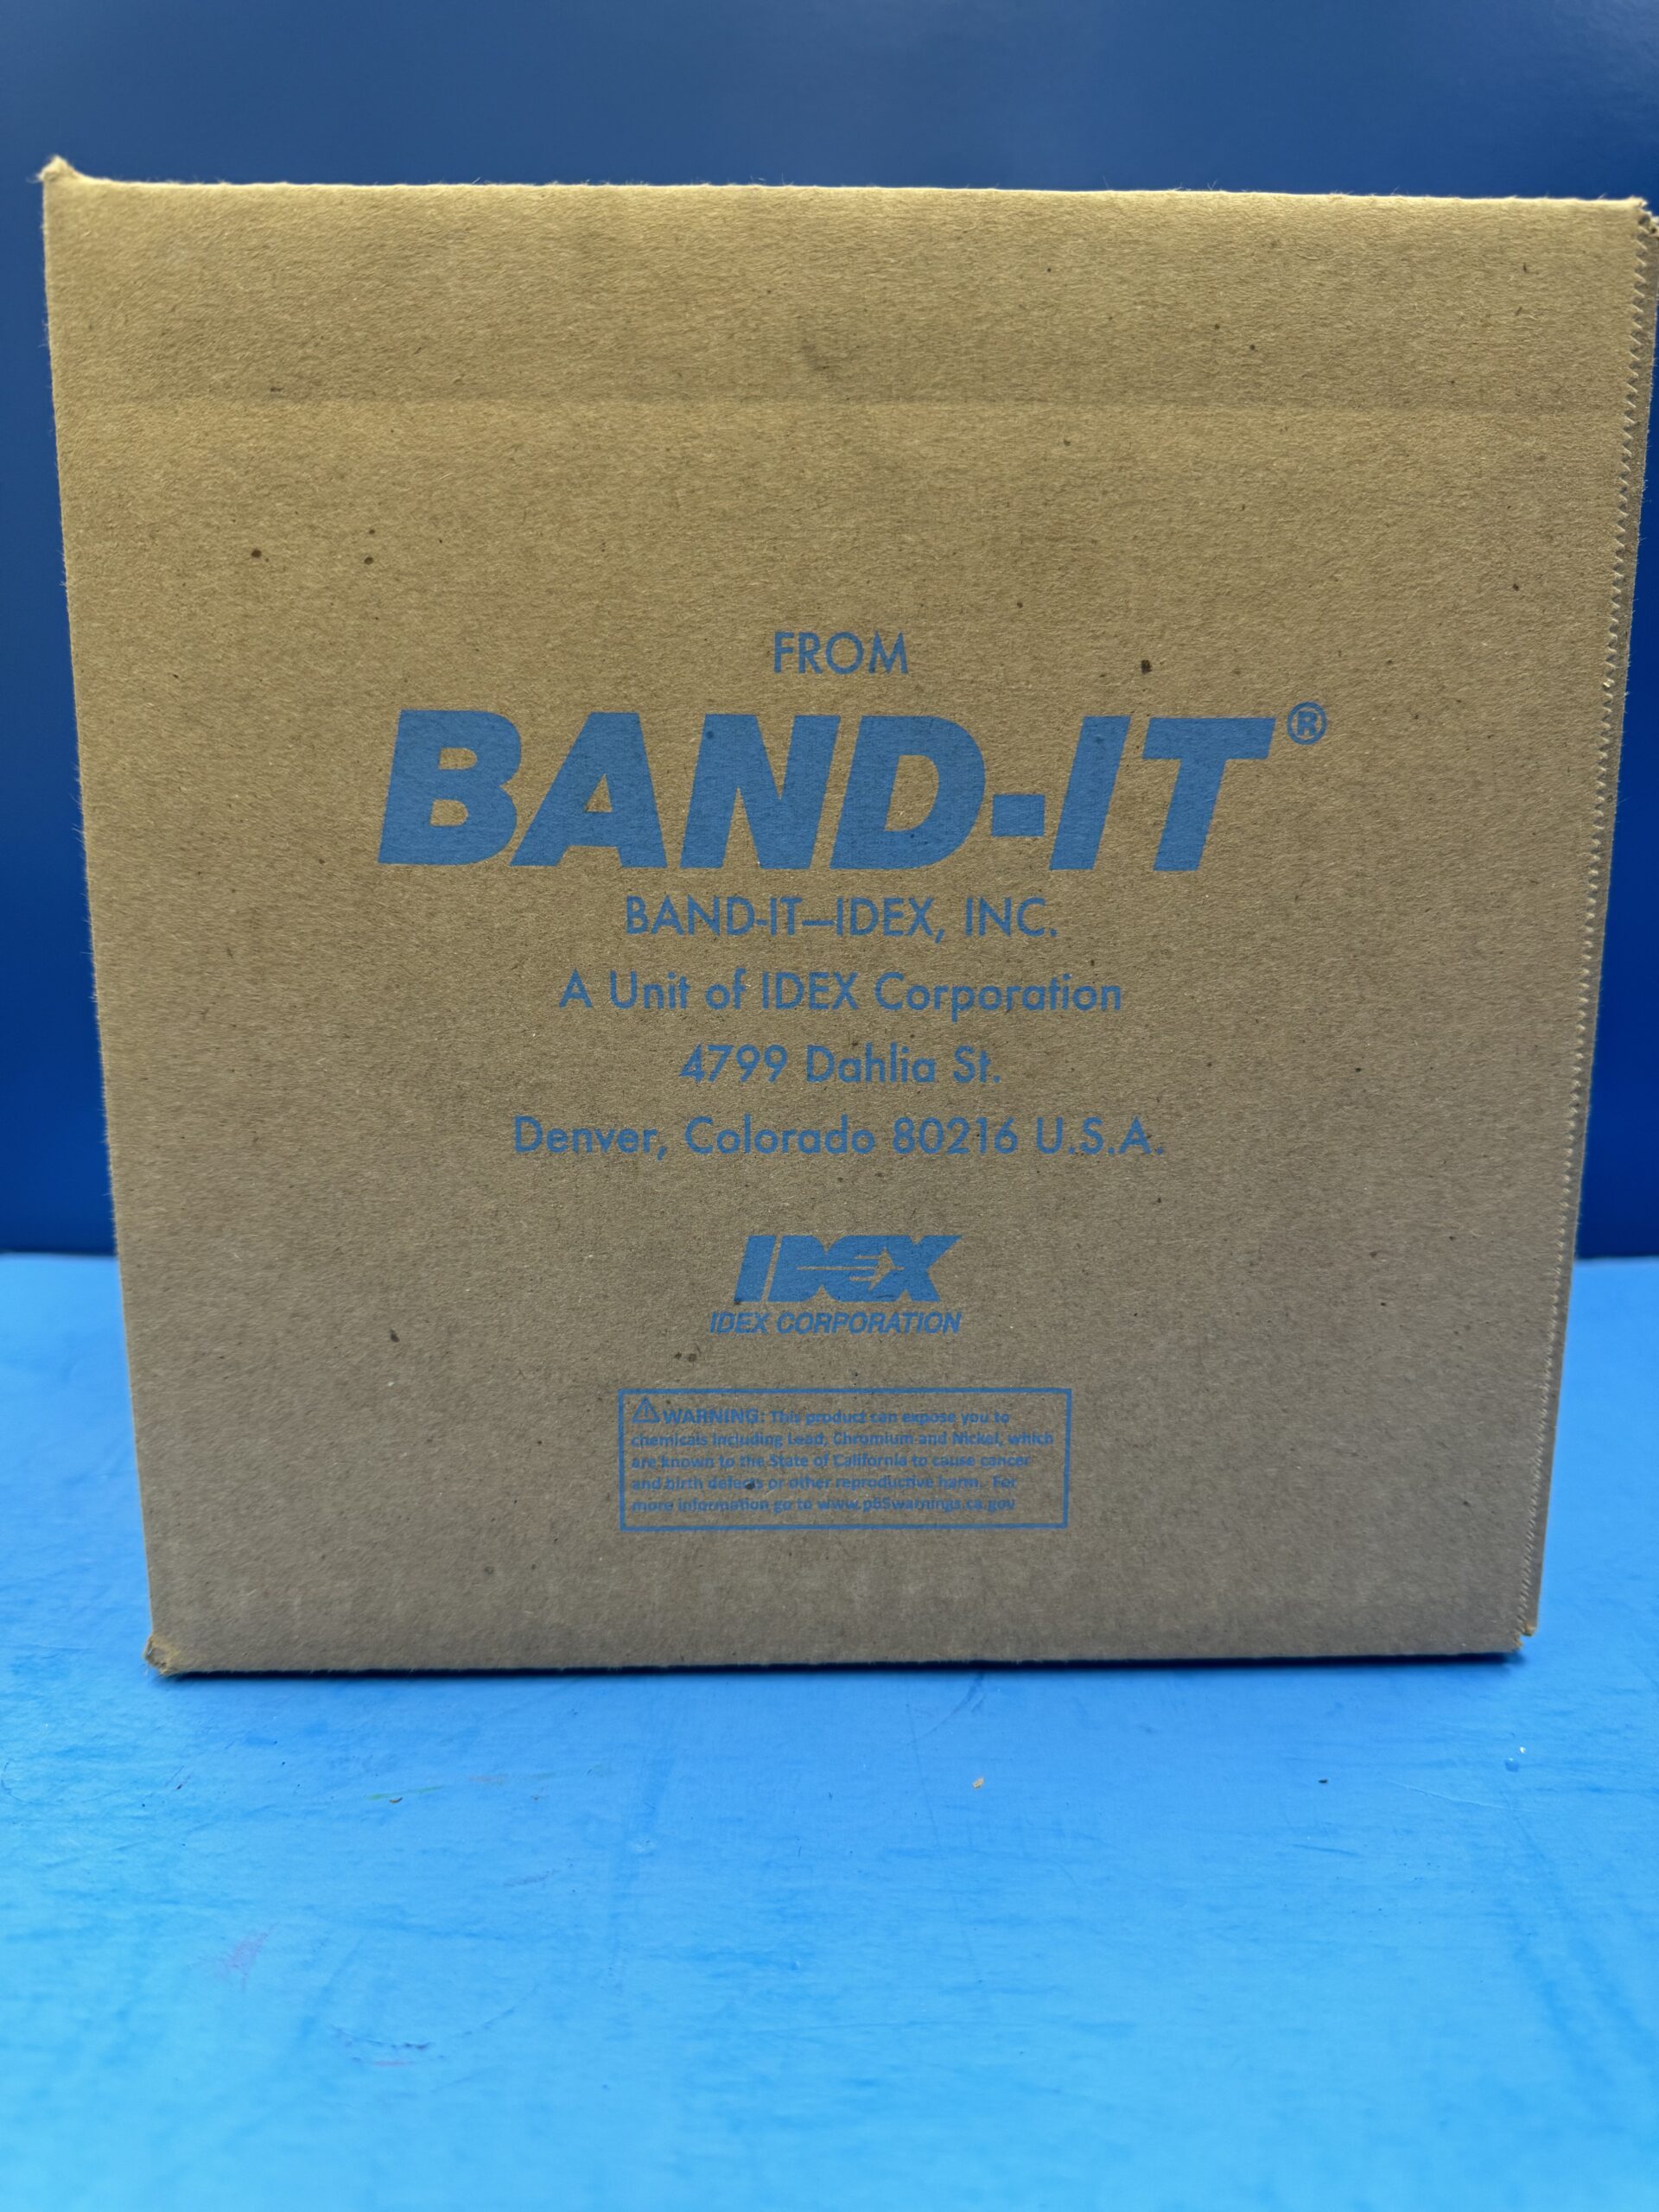 FROM
BAND-IT®
BAND-IT–IDEX, INC.
A Unit of IDEX Corporation
4799 Dahlia St.
Denver, Colorado 80216 U.S.A.
IDEX
IDEX CORPORATION
⚠WARNING: This product can expose you to
chemicals including Lead, Chromium and Nickel, which
are known to the State of California to cause cancer
and birth defects or other reproductive harm. For
more information go to www.p65warnings.ca.gov